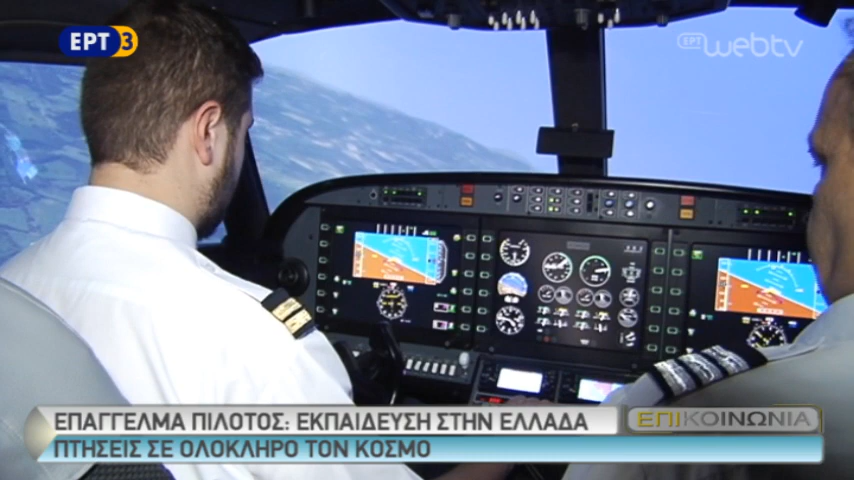 ΕΡΤ3
ΕΡΤ webtv
ΕΠΑΓΓΕΛΜΑ ΠΙΛΟΤΟΣ: ΕΚΠΑΙΔΕΥΣΗ ΣΤΗΝ ΕΛΛΑΔΑ
ΕΠΙΚΟΙΝΩΝΙΑ
ΠΤΗΣΕΙΣ ΣΕ ΟΛΟΚΛΗΡΟ ΤΟΝ ΚΟΣΜΟ